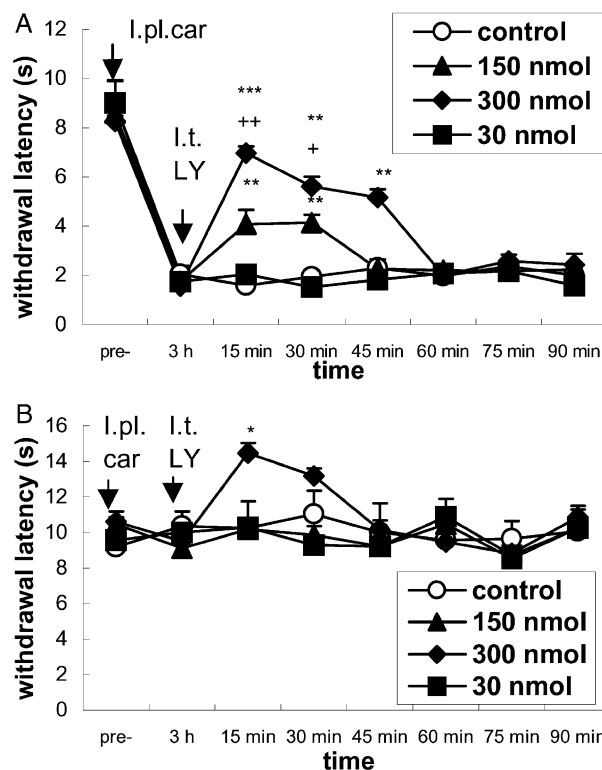 A
withdrawal latency (s)
12
10
8
6
4
2
0
I.pl.car
I.t.
LY
***
++
**
**
+
**
**
control
150 nmol
300 nmol
30 nmol
pre- 3 h 15 min 30 min 45 min 60 min 75 min 90 min
time
B
withdrawal latency (s)
16
14
12
10
8
6
4
2
0
I.pl.
car
I.t.
LY
*
control
150 nmol
300 nmol
30 nmol
pre- 3 h 15 min 30 min 45 min 60 min 75 min 90 min
time